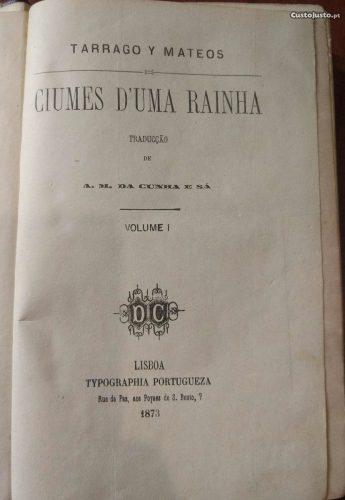 CustoJusto.pt
TARRAGO Y MATEOS
CIUMES D'UMA RAINHA
TRADUCÇÃO
DE
A. M. DA CUNHA E SÁ
VOLUME I
DC
LISBOA
TYPOGRAPHIA PORTUGUEZA
Rua da Paz, aos Poyaes de S. Bento, 7
1873